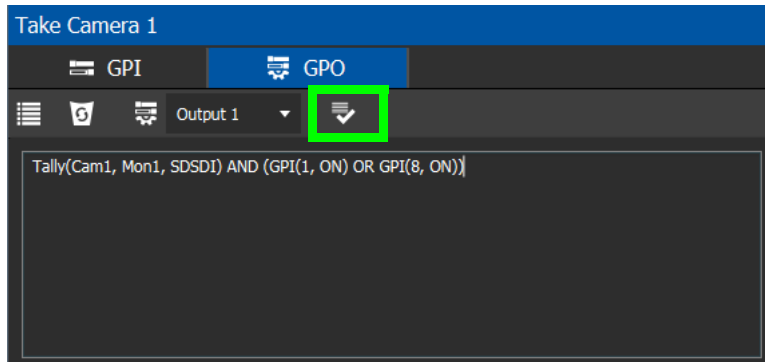 Take Camera 1
GPI GPO
Output 1
Tally(Cam1, Mon1, SDSDI) AND (GPI(1, ON) OR GPI(8, ON))